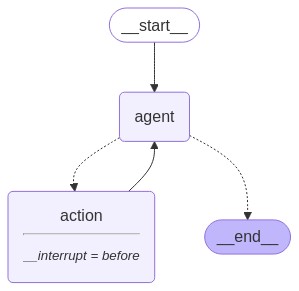 __start__
agent
action
__interrupt = before
__end__